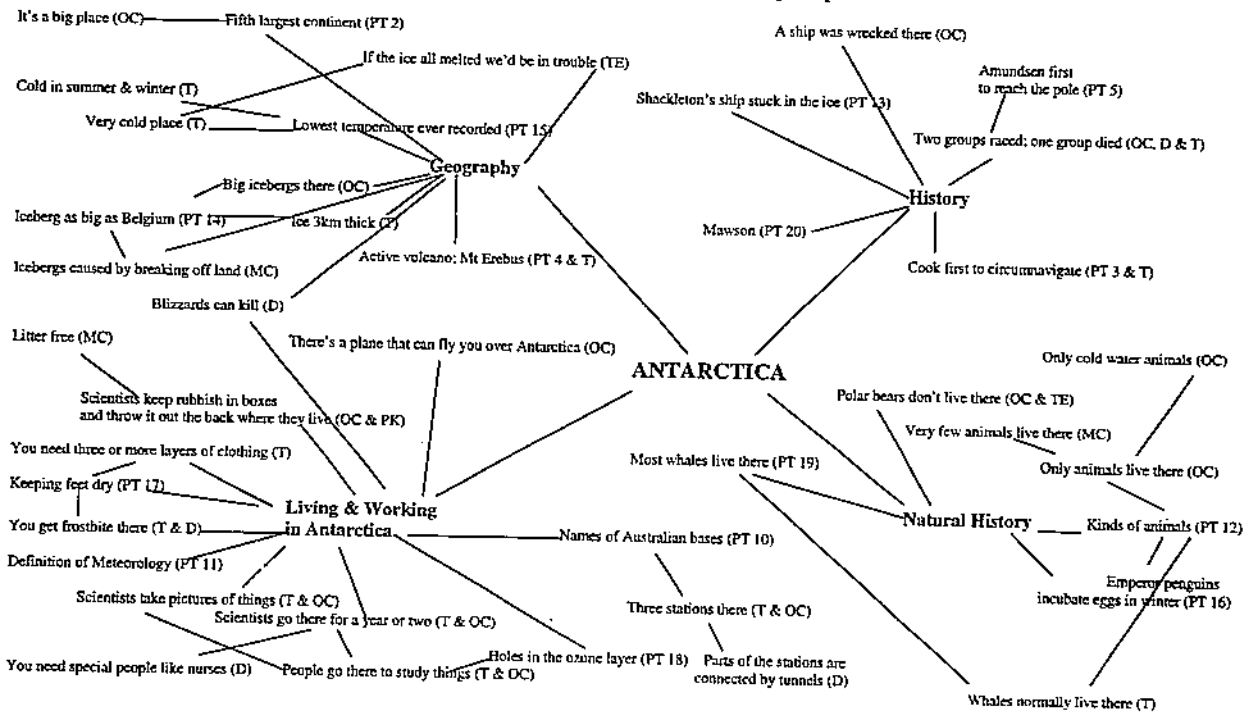 It's a big place (OC)
Fifth largest continent (PT 2)
If the ice all melted we'd be in trouble (TE)
Cold in summer & winter (T)
Very cold place (T)
Lowest temperature ever recorded (PT 15)
Geography
Big icebergs there (OC)
Iceberg as big as Belgium (PT 14)
Ice 3km thick (T)
Icebergs caused by breaking off land (MC)
Active volcano; Mt Erebus (PT 4 & T)
Blizzards can kill (D)
A ship was wrecked there (OC)
Amundsen first
to reach the pole (PT 5)
Shackleton's ship stuck in the ice (PT 13)
Two groups raced; one group died (OC, D & T)
History
Mawson (PT 20)
Cook first to circumnavigate (PT 3 & T)
Litter free (MC)
There's a plane that can fly you over Antarctica (OC)
ANTARCTICA
Scientists keep rubbish in boxes
and throw it out the back where they live (OC & PK)
You need three or more layers of clothing (T)
Keeping feet dry (PT 17)
Living & Working
in Antarctica
You get frostbite there (T & D)
Definition of Meteorology (PT 11)
Scientists take pictures of things (T & OC)
Scientists go there for a year or two (T & OC)
You need special people like nurses (D)
People go there to study things (T & OC)
Holes in the ozone layer (PT 18)
Names of Australian bases (PT 10)
Three stations there (T & OC)
Parts of the stations are
connected by tunnels (D)
Only cold water animals (OC)
Polar bears don't live there (OC & TE)
Very few animals live there (MC)
Most whales live there (PT 19)
Only animals live there (OC)
Natural History
Kinds of animals (PT 12)
Emperor penguins
incubate eggs in winter (PT 16)
Whales normally live there (T)